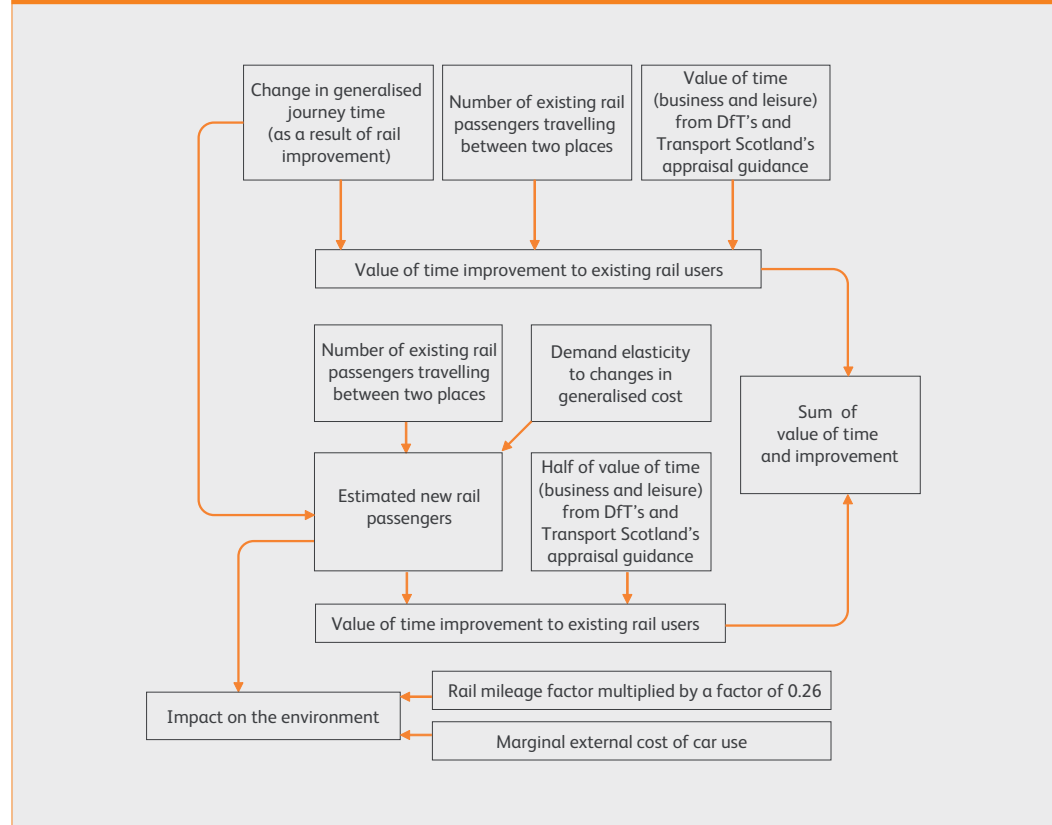 Change in generalised
journey time
(as a result of rail
improvement)
Number of existing rail
passengers travelling
between two places
Value of time
(business and leisure)
from DfT's and
Transport Scotland's
appraisal guidance
Value of time improvement to existing rail users
Number of existing rail
passengers travelling
between two places
Demand elasticity
to changes in
generalised cost
Sum of
value of time
and improvement
Estimated new rail
passengers
Half of value of time
(business and leisure)
from DfT's and
Transport Scotland's
appraisal guidance
Value of time improvement to existing rail users
Rail mileage factor multiplied by a factor of 0.26
Impact on the environment
Marginal external cost of car use